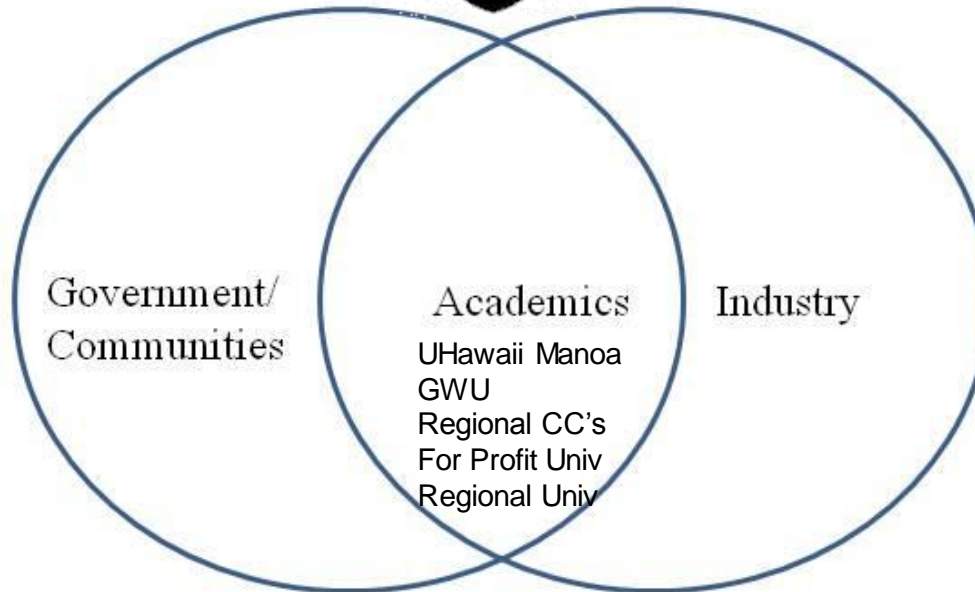 Government/
Communities
Academics
UHawaii Manoa
GWU
Regional CC's
For Profit Univ
Regional Univ
Industry